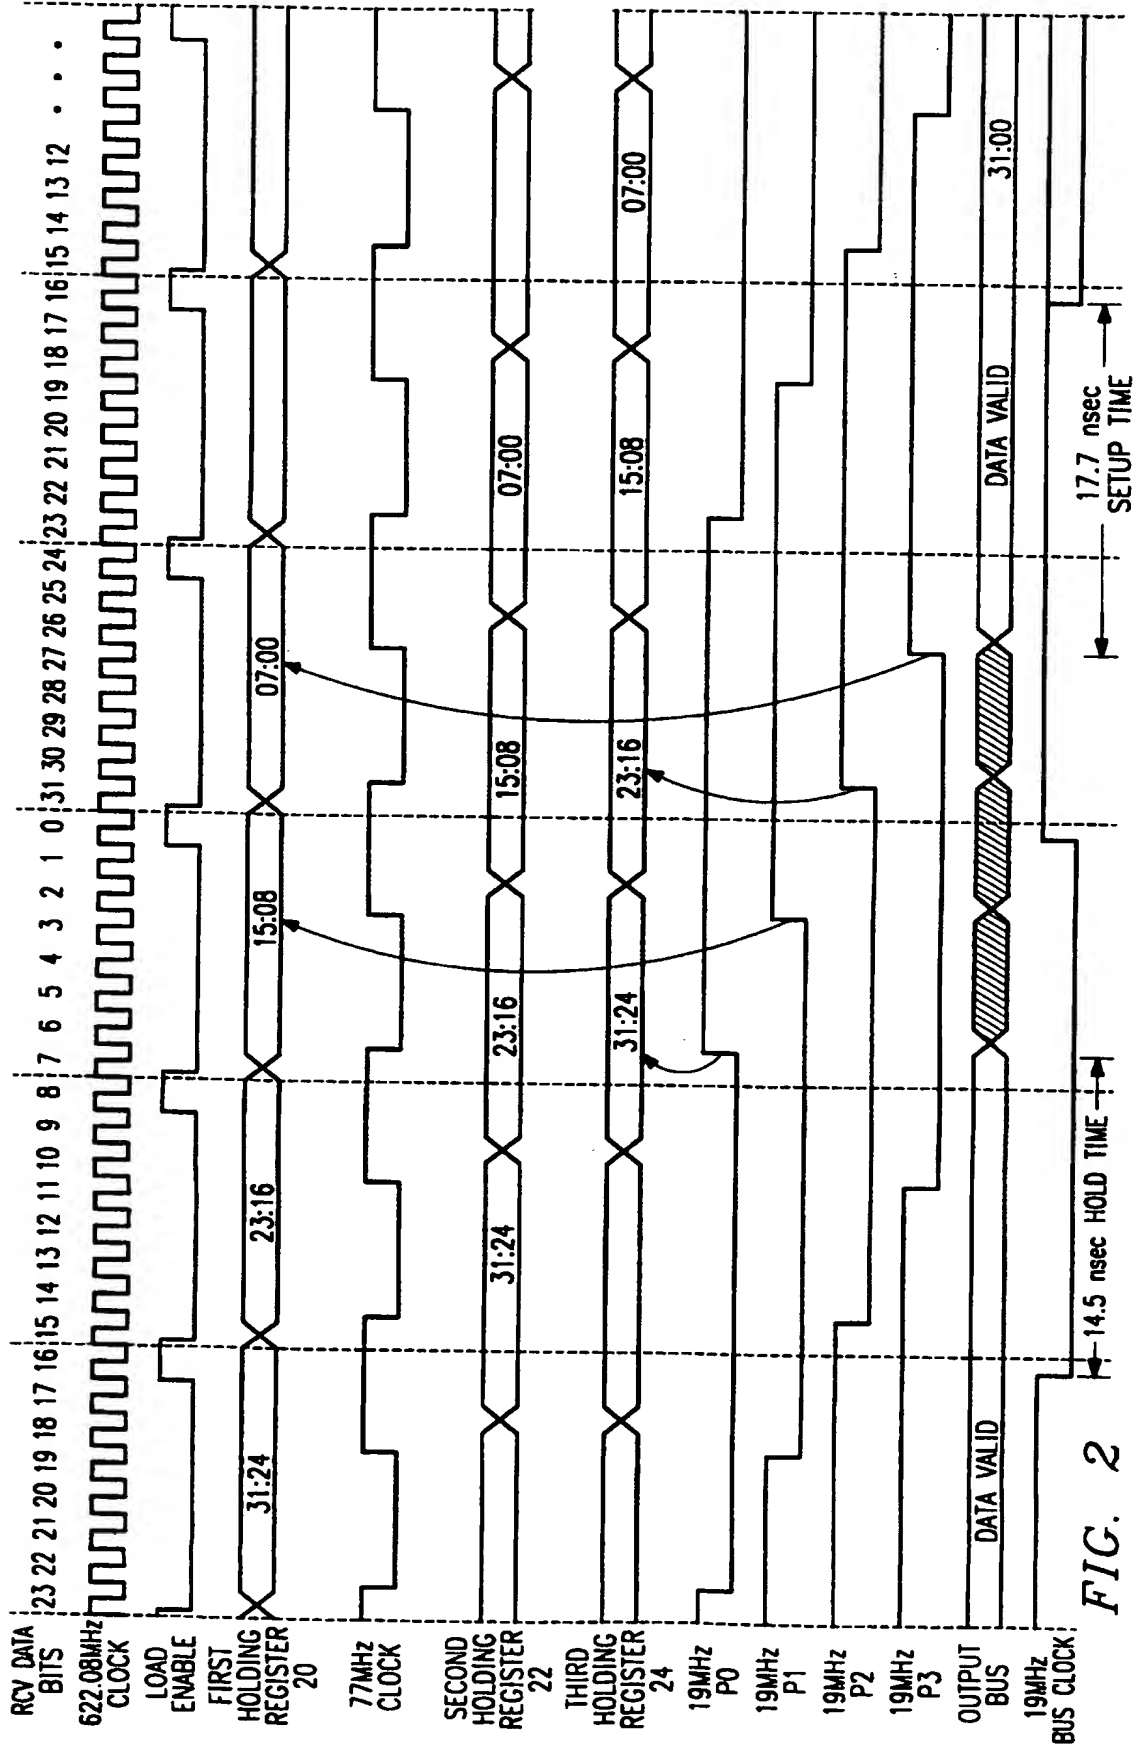 RCV DATA
BITS
23 22 21 20 19 18 17 16 15 14 13 12 11 10 9 8 7 6 5 4 3 2 1 0 31 30 29 28 27 26 25 24 23 22 21 20 19 18 17 16 15 14 13 12 • • •
622.08MHz
CLOCK
LOAD
ENABLE
FIRST
HOLDING
REGISTER
20
31:24 23:16 15:08 07:00
77MHz
CLOCK
SECOND
HOLDING
REGISTER
22
31:24 23:16 15:08 07:00
THIRD
HOLDING
REGISTER
24
31:24 23:16 15:08 07:00
19MHz
P0
19MHz
P1
19MHz
P2
19MHz
P3
OUTPUT
BUS
DATA VALID DATA VALID 31:00
19MHz
BUS CLOCK
14.5 nsec HOLD TIME
17.7 nsec
SETUP TIME
FIG. 2